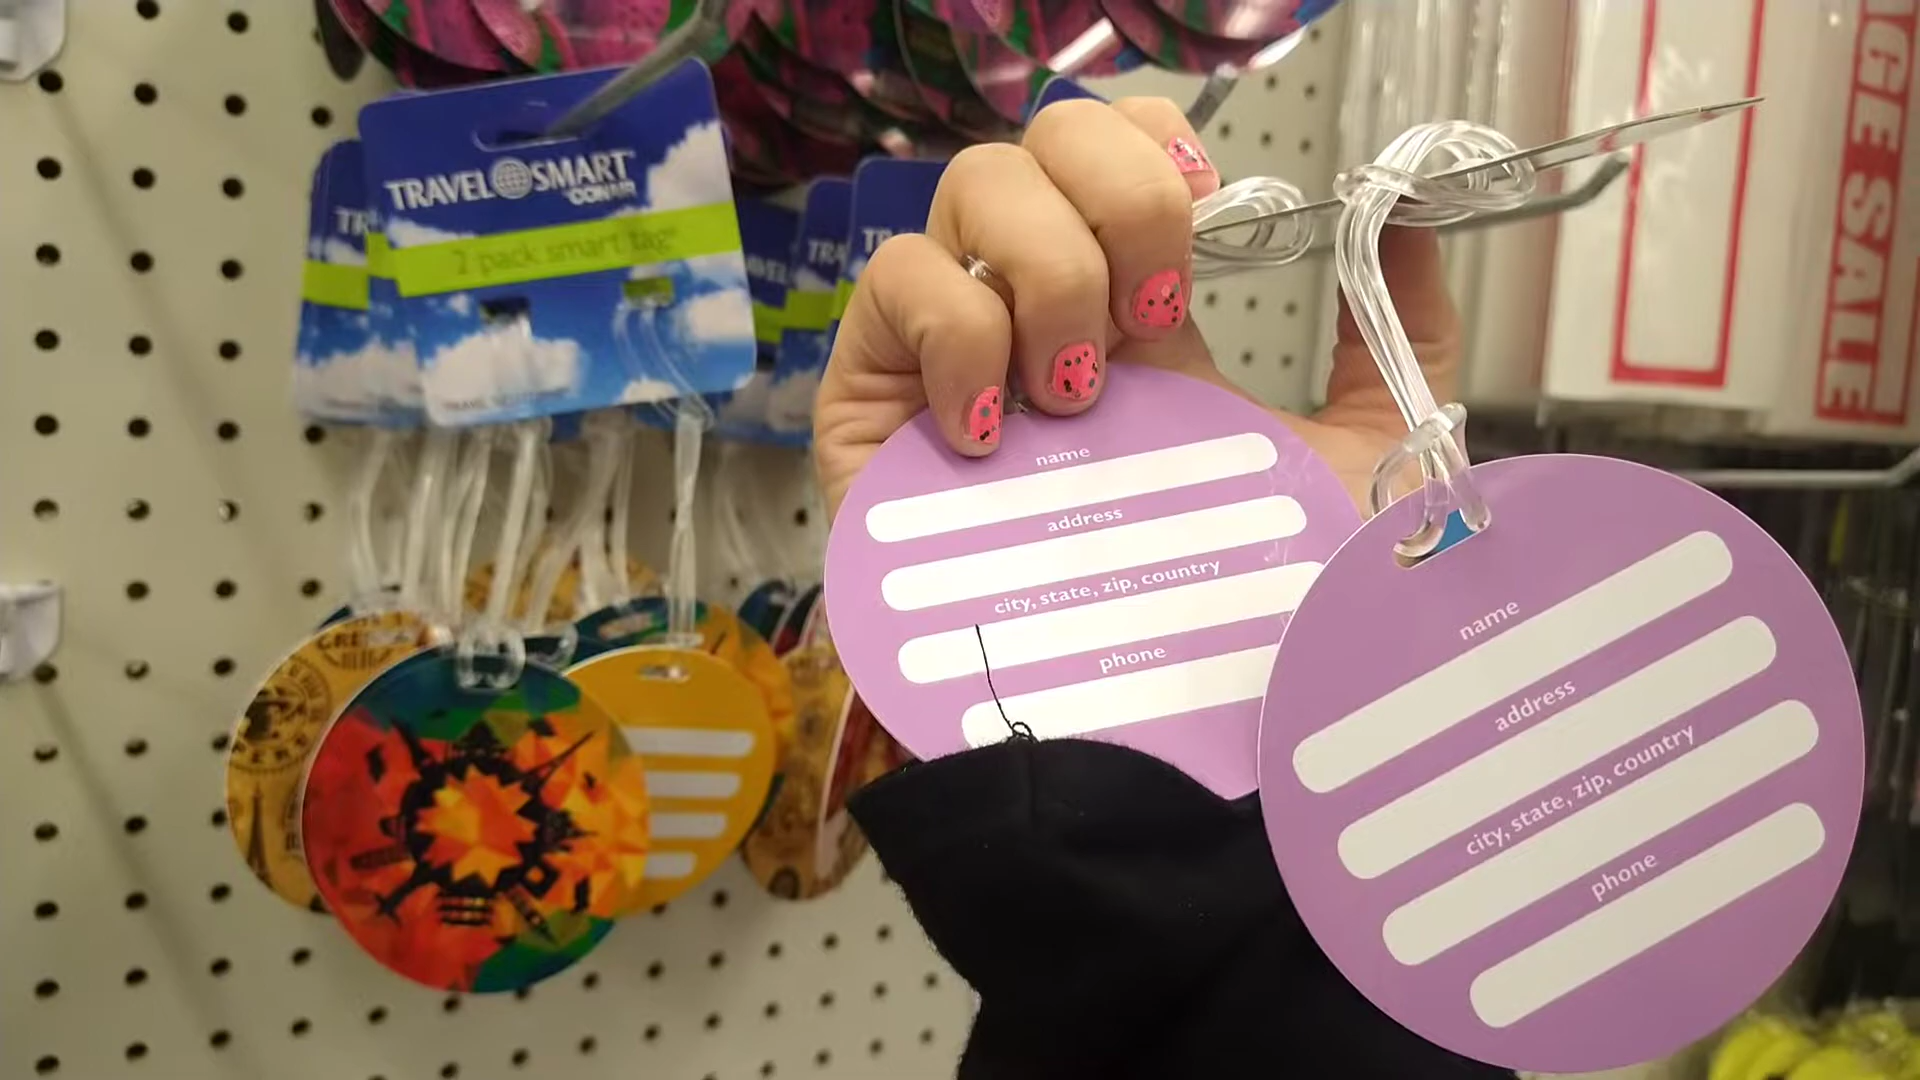 TRAVEL SMART
CONAIR
2 pack smart tag
name
address
city, state, zip, country
phone
name
address
city, state, zip, country
phone
AGE SALE